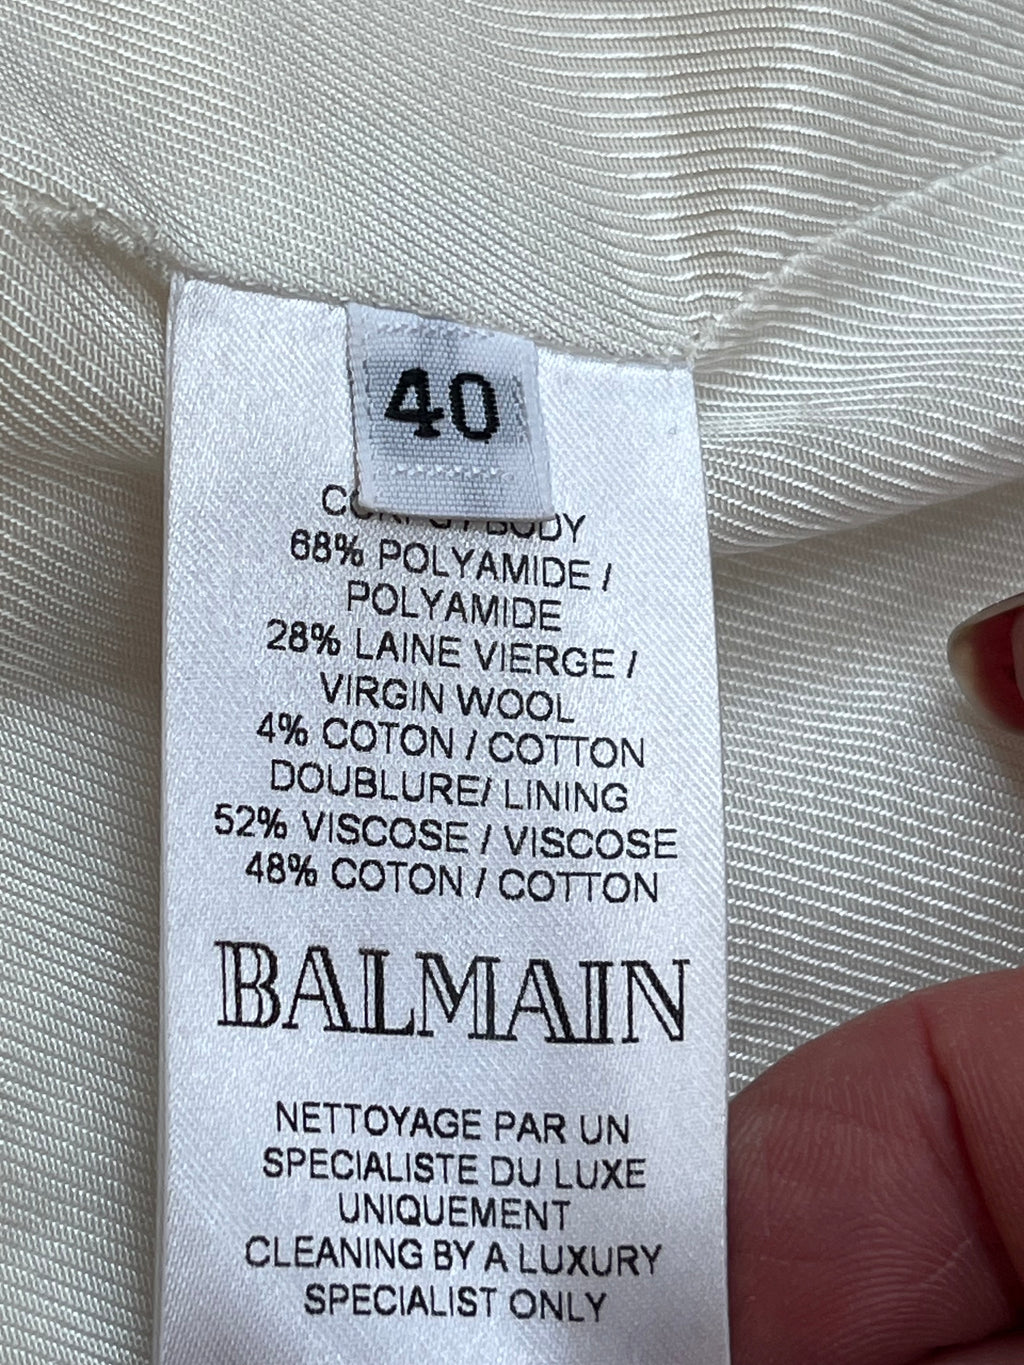 40
BODY
68% POLYAMIDE /
POLYAMIDE
28% LAINE VIERGE /
VIRGIN WOOL
4% COTON / COTTON
DOUBLURE/ LINING
52% VISCOSE / VISCOSE
48% COTON / COTTON
BALMAIN
NETTOYAGE PAR UN
SPECIALISTE DU LUXE
UNIQUEMENT
CLEANING BY A LUXURY
SPECIALIST ONLY